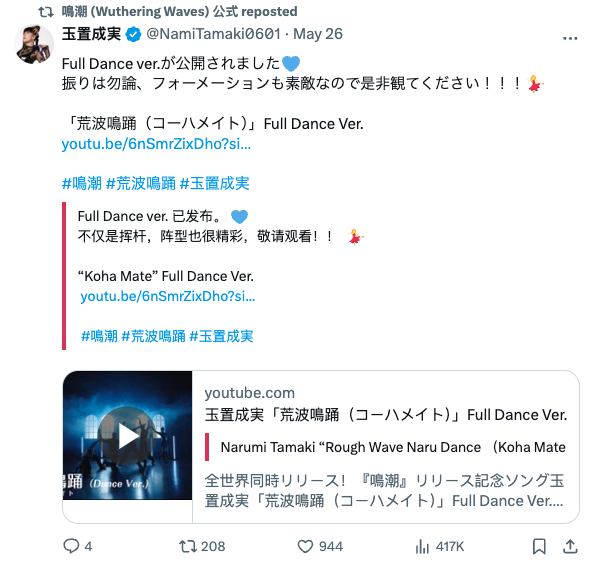 鳴潮 (Wuthering Waves) 公式 reposted
玉置成実 @NamiTamaki0601 · May 26
Full Dance ver.が公開されました💙
振りは勿論、フォーメーションも素敵なので是非観てください！！！💃
「荒波鳴踊（コーハメイト）」Full Dance Ver.
youtu.be/6nSmrZixDho?si...
#鳴潮 #荒波鳴踊 #玉置成実
Full Dance ver. 已发布。 💙
不仅是挥杆，阵型也很精彩，敬请观看！！ 💃
“Koha Mate” Full Dance Ver.
youtu.be/6nSmrZixDho?si...
#鳴潮 #荒波鳴踊 #玉置成実
鳴踊 (Dance Ver.)
イト
youtube.com
玉置成実「荒波鳴踊（コーハメイト）」Full Dance Ver.
Narumi Tamaki “Rough Wave Naru Dance （Koha Mate
全世界同時リリース！『鳴潮』リリース記念ソング玉
置成実「荒波鳴踊（コーハメイト）」Full Dance Ver....
4 208 944 417K